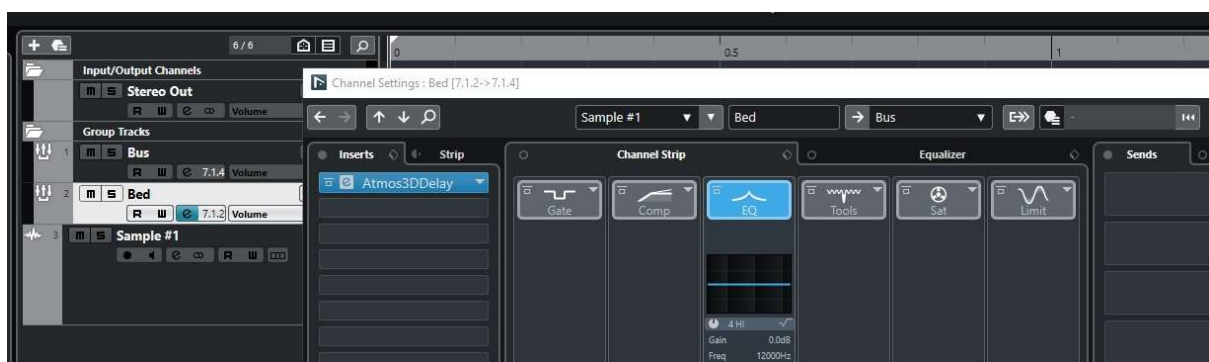 6 / 6
0
0.5
1
Input/Output Channels
m S Stereo Out
R W e Volume
Group Tracks
1 m S Bus
R W e 7.1.4 Volume
2 m S Bed
R W e 7.1.2 Volume
3 m S Sample #1
e R W
Channel Settings : Bed [7.1.2->7.1.4]
Sample #1 Bed Bus -
Inserts Strip Channel Strip Equalizer Sends
e Atmos3DDelay
Gate Comp EQ Tools Sat Limit
4 HI
Gain 0.0dB
Freq 12000Hz